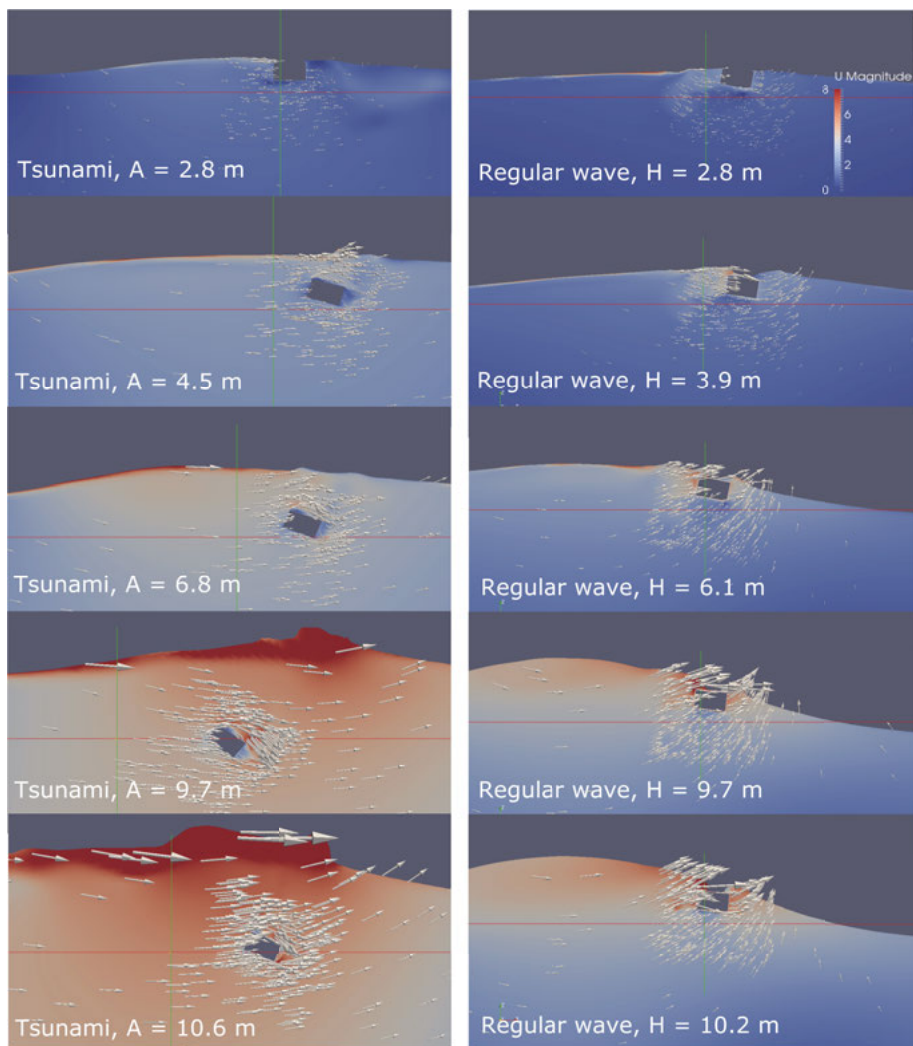 Tsunami, A = 2.8 m
Regular wave, H = 2.8 m
U Magnitude
8
6
4
2
0
Tsunami, A = 4.5 m
Regular wave, H = 3.9 m
Tsunami, A = 6.8 m
Regular wave, H = 6.1 m
Tsunami, A = 9.7 m
Regular wave, H = 9.7 m
Tsunami, A = 10.6 m
Regular wave, H = 10.2 m